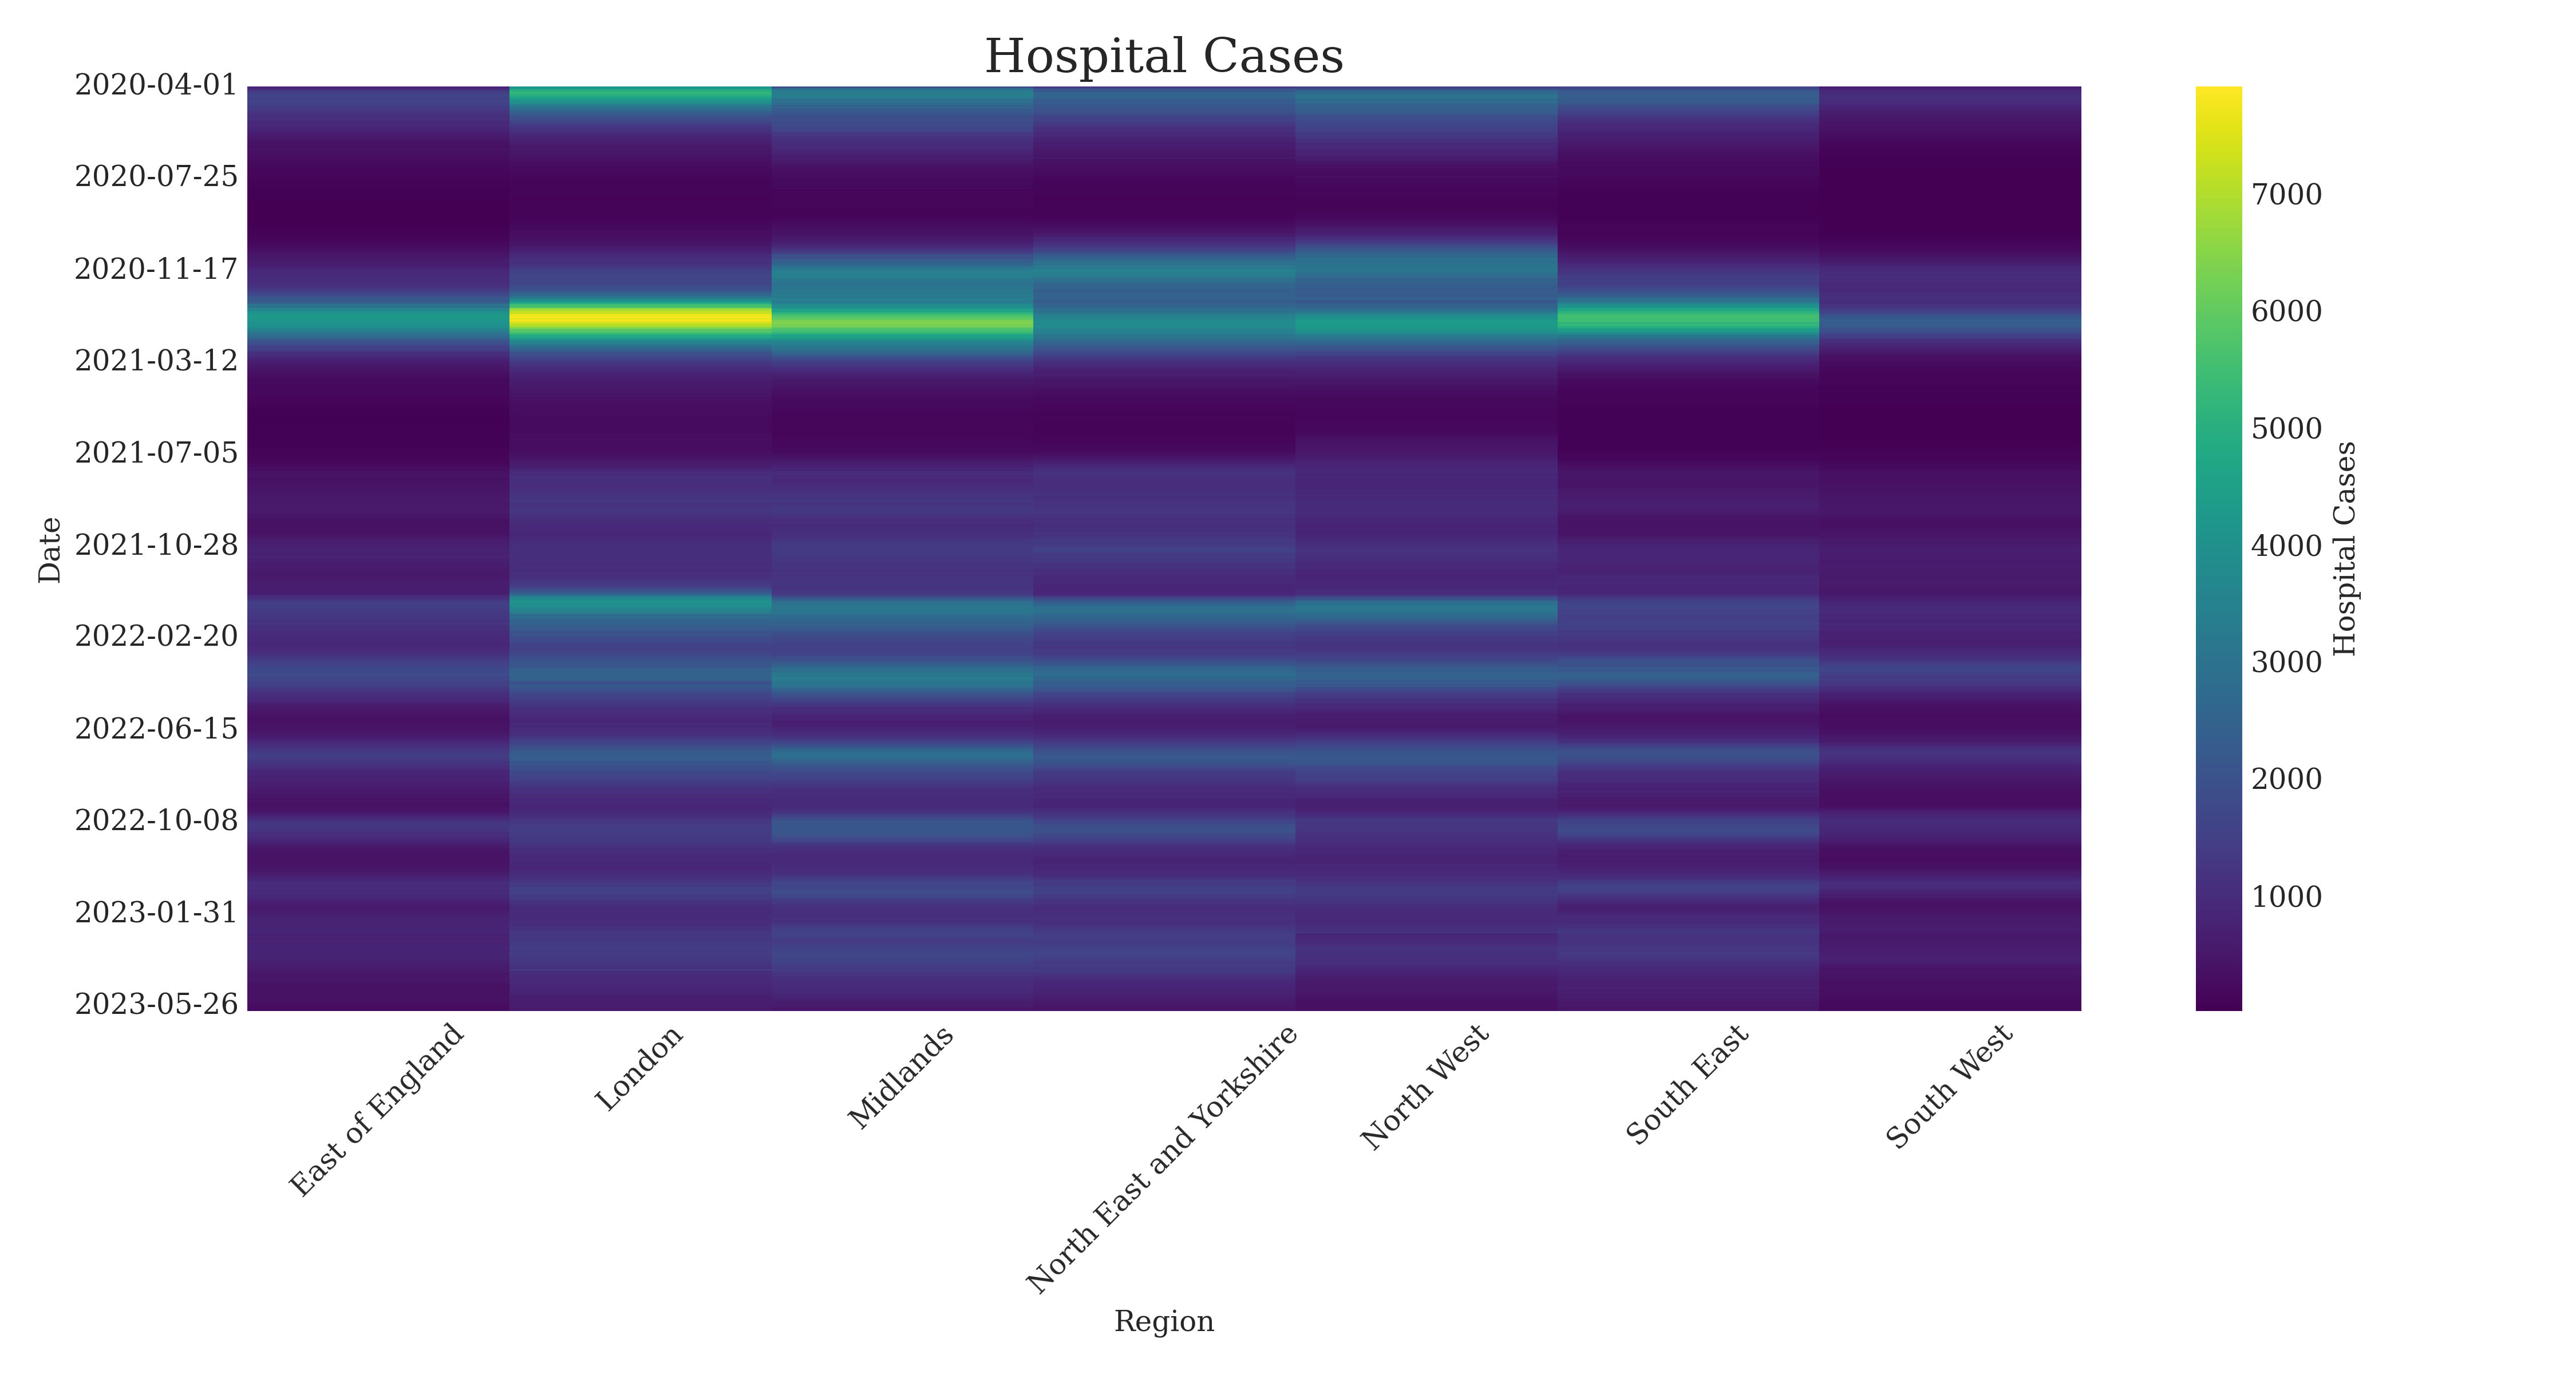 Hospital Cases
Date
2020-04-01
2020-07-25
2020-11-17
2021-03-12
2021-07-05
2021-10-28
2022-02-20
2022-06-15
2022-10-08
2023-01-31
2023-05-26
East of England
London
Midlands
North East and Yorkshire
North West
South East
South West
Region
7000
6000
5000
4000
3000
2000
1000
Hospital Cases